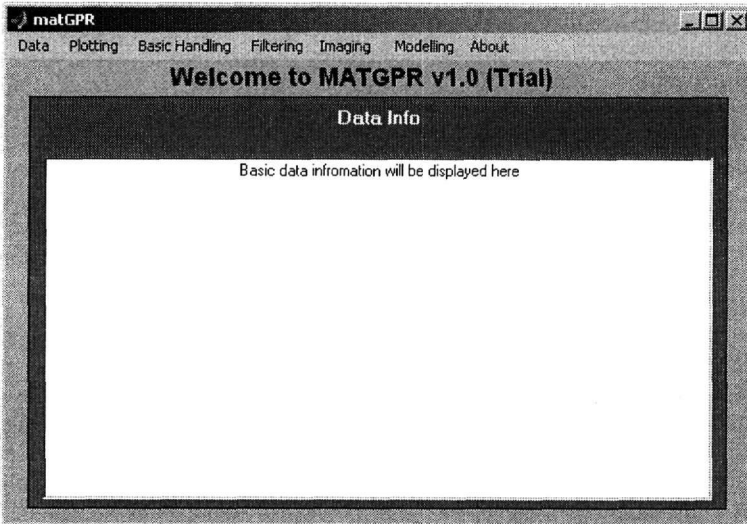 matGPR
Data Plotting Basic Handling Filtering Imaging Modelling About
Welcome to MATGPR v1.0 (Trial)
Data Info
Basic data infromation will be displayed here